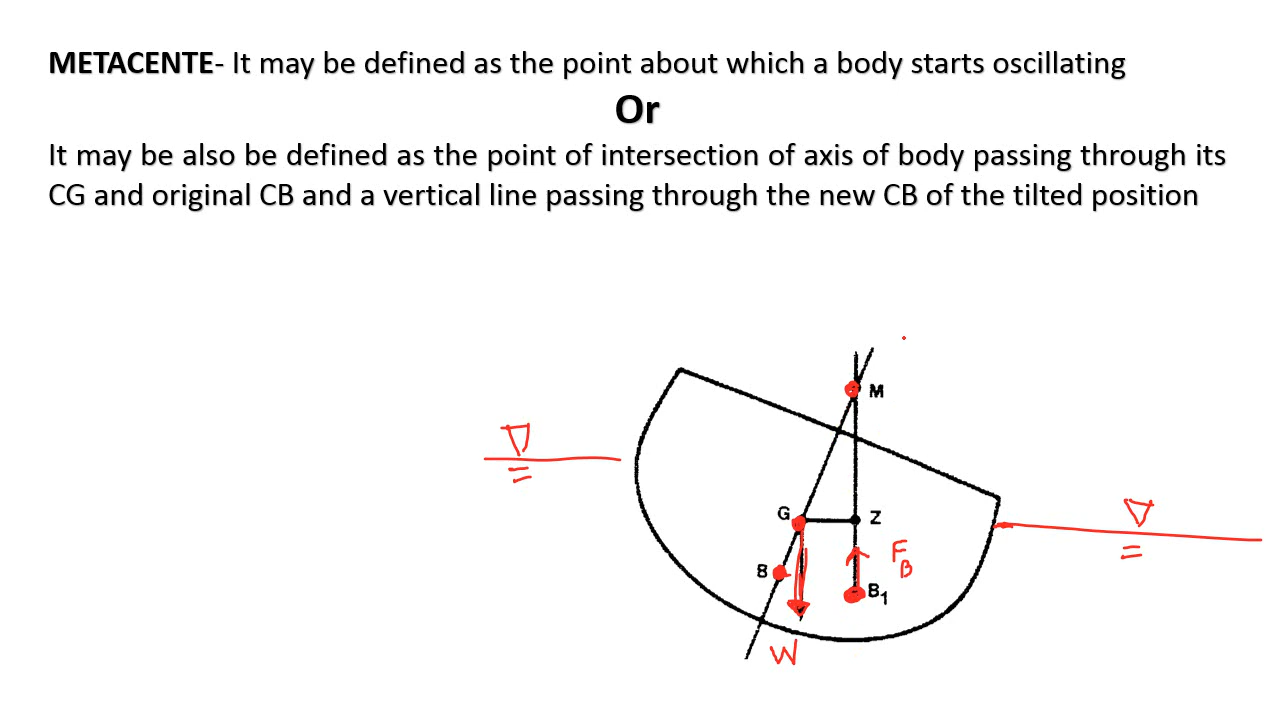 METACENTE- It may be defined as the point about which a body starts oscillating
Or
It may be also be defined as the point of intersection of axis of body passing through its
CG and original CB and a vertical line passing through the new CB of the tilted position
M
G
Z
F_B
B
B₁
W